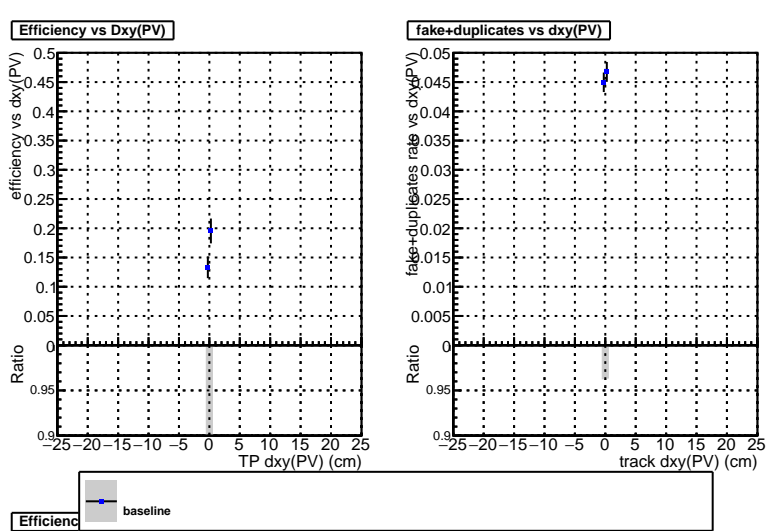 Efficiency vs Dxy(PV)
efficiency vs dxy(PV)
0.5
0.45
0.4
0.35
0.3
0.25
0.2
0.15
0.1
0.05
0
Ratio
0.95
0.9
−25 −20 −15 −10 −5 0 5 10 15 20 25
TP dxy(PV) (cm)
fake+duplicates vs dxy(PV)
fake+duplicates rate vs dxy(PV)
0.05
0.045
0.04
0.035
0.03
0.025
0.02
0.015
0.01
0.005
0
Ratio
0.95
0.9
−25 −20 −15 −10 −5 0 5 10 15 20 25
track dxy(PV) (cm)
baseline
Efficienc